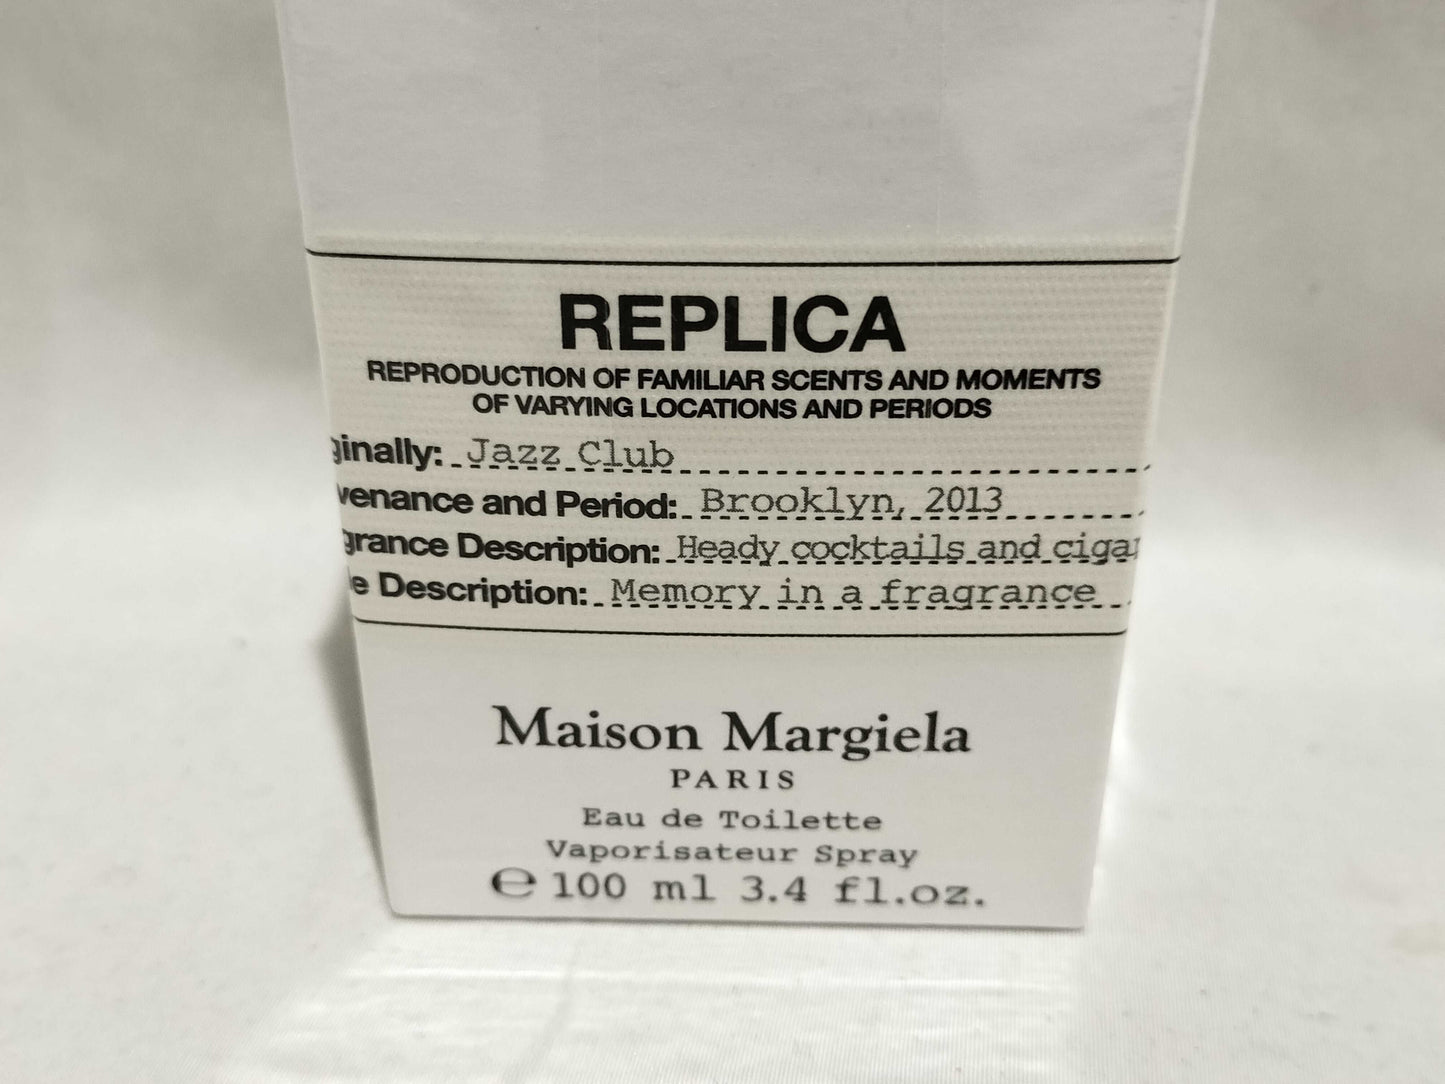 REPLICA
REPRODUCTION OF FAMILIAR SCENTS AND MOMENTS
OF VARYING LOCATIONS AND PERIODS
ginally: Jazz Club
venance and Period: Brooklyn, 2013
grance Description: Heady cocktails and cigar
e Description: Memory in a fragrance
Maison Margiela
PARIS
Eau de Toilette
Vaporisateur Spray
℮ 100 ml 3.4 fl.oz.